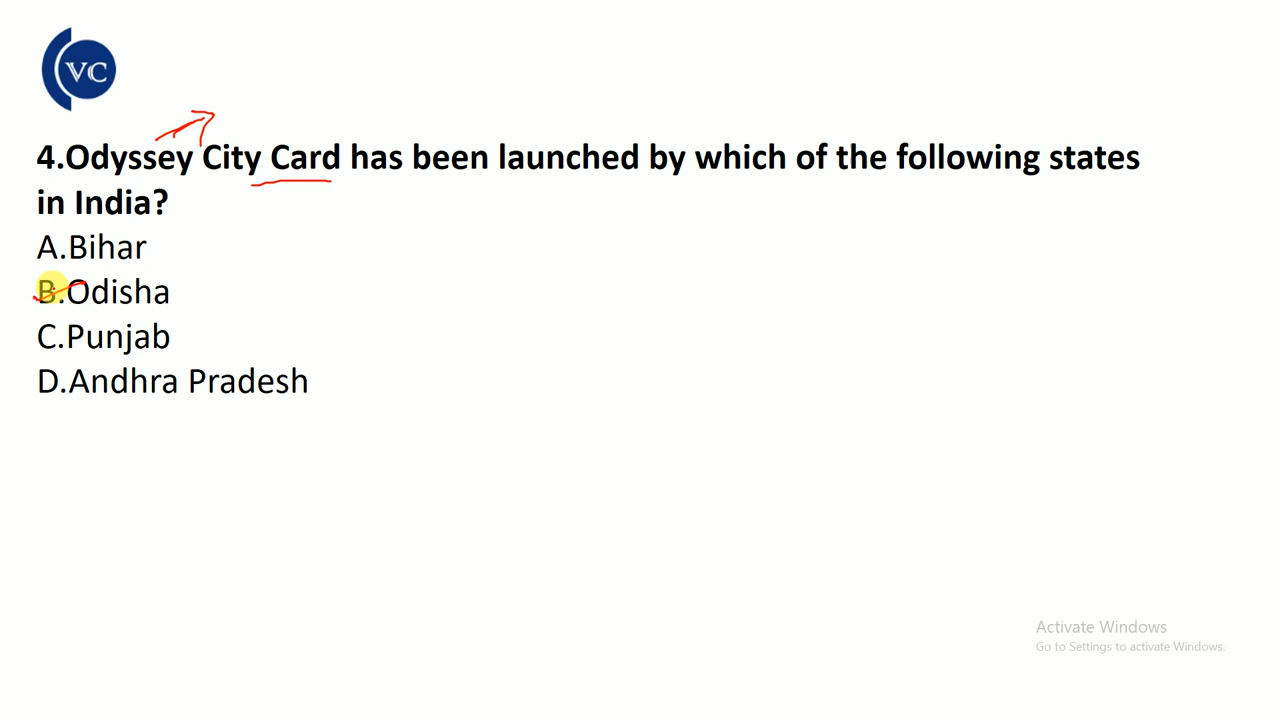 VC
4.Odyssey City Card has been launched by which of the following states
in India?
A.Bihar
B.Odisha
C.Punjab
D.Andhra Pradesh
Activate Windows
Go to Settings to activate Windows.